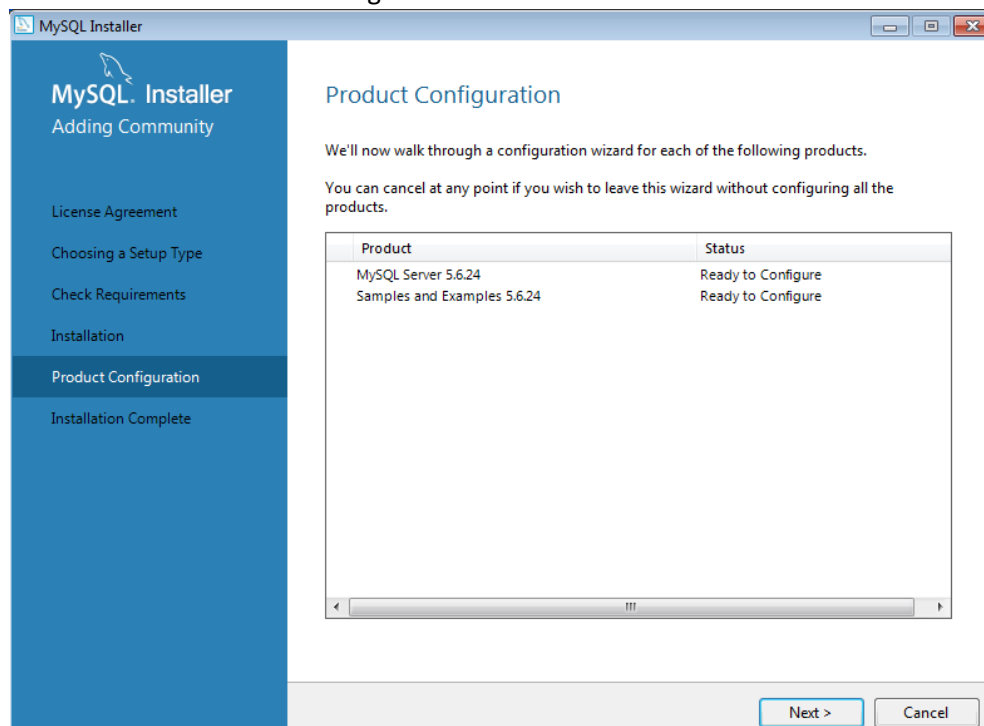 MySQL Installer
MySQL. Installer
Adding Community
License Agreement
Choosing a Setup Type
Check Requirements
Installation
Product Configuration
Installation Complete
Product Configuration
We'll now walk through a configuration wizard for each of the following products.
You can cancel at any point if you wish to leave this wizard without configuring all the
products.
Product Status
MySQL Server 5.6.24 Ready to Configure
Samples and Examples 5.6.24 Ready to Configure
Next > Cancel